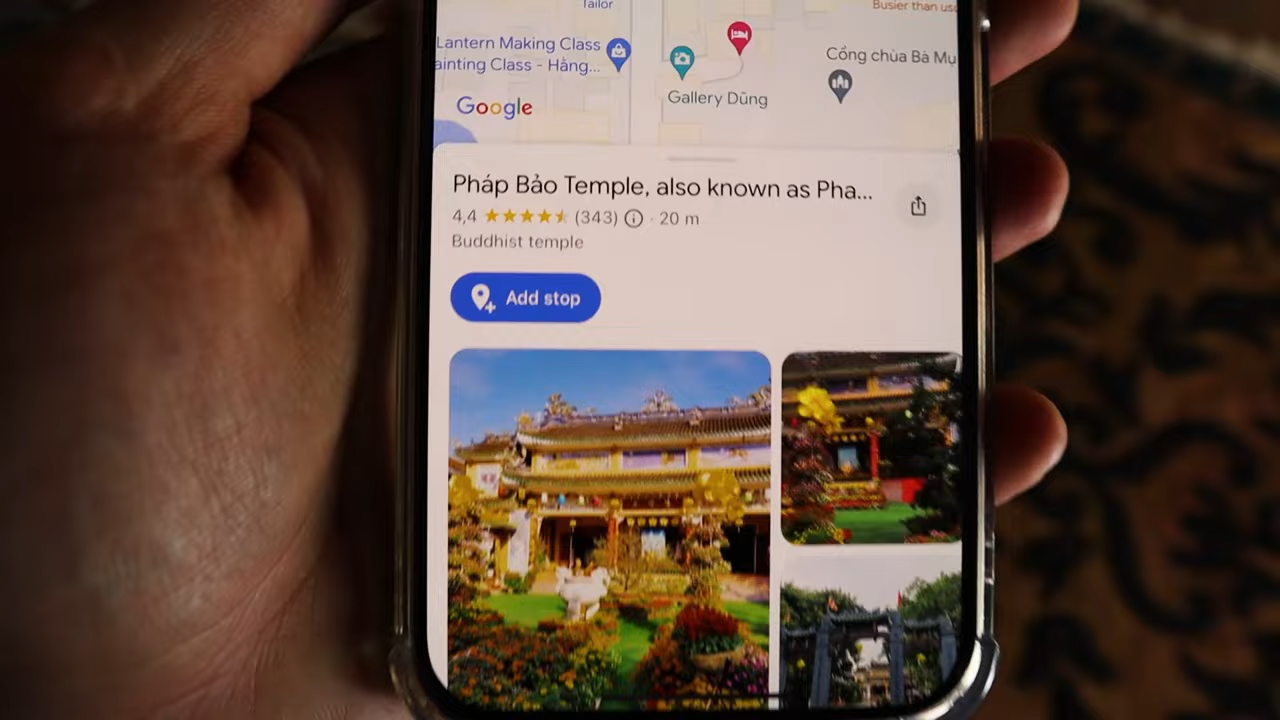 Tailor
Busier than usu
Lantern Making Class
ainting Class - Hằng...
Cổng chùa Bà Mụ
Gallery Dũng
Google
Pháp Bảo Temple, also known as Pha...
4,4 (343) · 20 m
Buddhist temple
Add stop